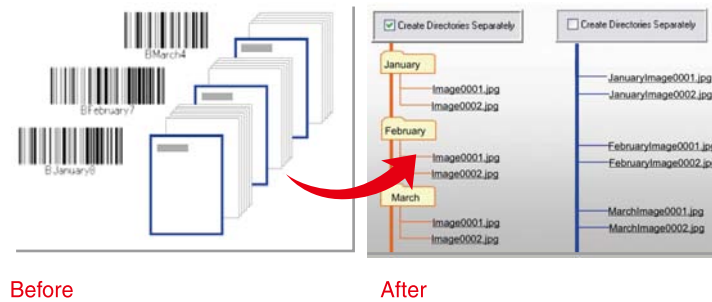 BMarch4
BFebruary7
BJanuary8
Create Directories Separately
January
Image0001.jpg
Image0002.jpg
February
Image0001.jpg
Image0002.jpg
March
Image0001.jpg
Image0002.jpg
Create Directories Separately
JanuaryImage0001.jpg
JanuaryImage0002.jpg
FebruaryImage0001.jpg
FebruaryImage0002.jp
MarchImage0001.jpg
MarchImage0002.jpg
Before
After